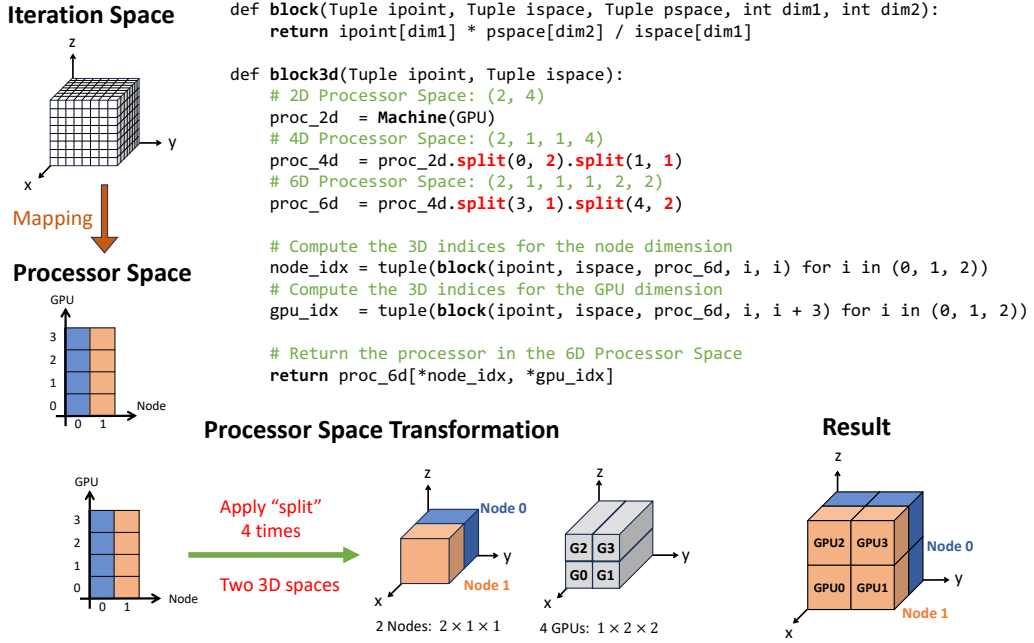 Iteration Space
z
y
x
Mapping
Processor Space
GPU
3
2
1
0
Node
0 1
def block(Tuple ipoint, Tuple ispace, Tuple pspace, int dim1, int dim2):
    return ipoint[dim1] * pspace[dim2] / ispace[dim1]
def block3d(Tuple ipoint, Tuple ispace):
    # 2D Processor Space: (2, 4)
    proc_2d  = Machine(GPU)
    # 4D Processor Space: (2, 1, 1, 4)
    proc_4d  = proc_2d.split(0, 2).split(1, 1)
    # 6D Processor Space: (2, 1, 1, 1, 2, 2)
    proc_6d  = proc_4d.split(3, 1).split(4, 2)
    # Compute the 3D indices for the node dimension
    node_idx = tuple(block(ipoint, ispace, proc_6d, i, i) for i in (0, 1, 2))
    # Compute the 3D indices for the GPU dimension
    gpu_idx  = tuple(block(ipoint, ispace, proc_6d, i, i + 3) for i in (0, 1, 2))
    # Return the processor in the 6D Processor Space
    return proc_6d[*node_idx, *gpu_idx]
Processor Space Transformation
GPU
3
2
1
0
0 1
Node
Apply “split”
4 times
Two 3D spaces
z
Node 0
y
Node 1
x
2 Nodes: 2 × 1 × 1
z
G2 G3
y
G0 G1
x
4 GPUs: 1 × 2 × 2
Result
z
GPU2 GPU3
Node 0
y
GPU0 GPU1
Node 1
x